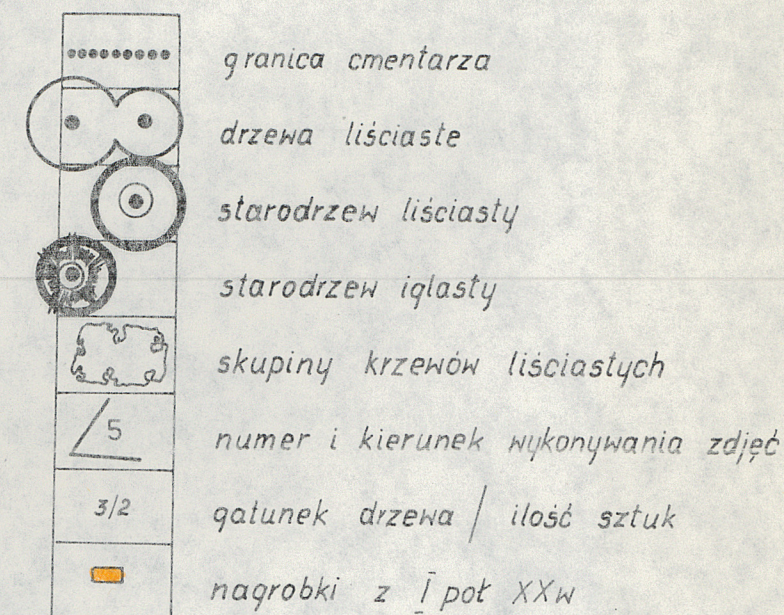 granica cmentarza
drzewa liściaste
starodrzew liściasty
starodrzew iglasty
skupiny krzewów liściastych
5 numer i kierunek wykonywania zdjęć
3/2 gatunek drzewa / ilość sztuk
nagrobki z I poł XXw